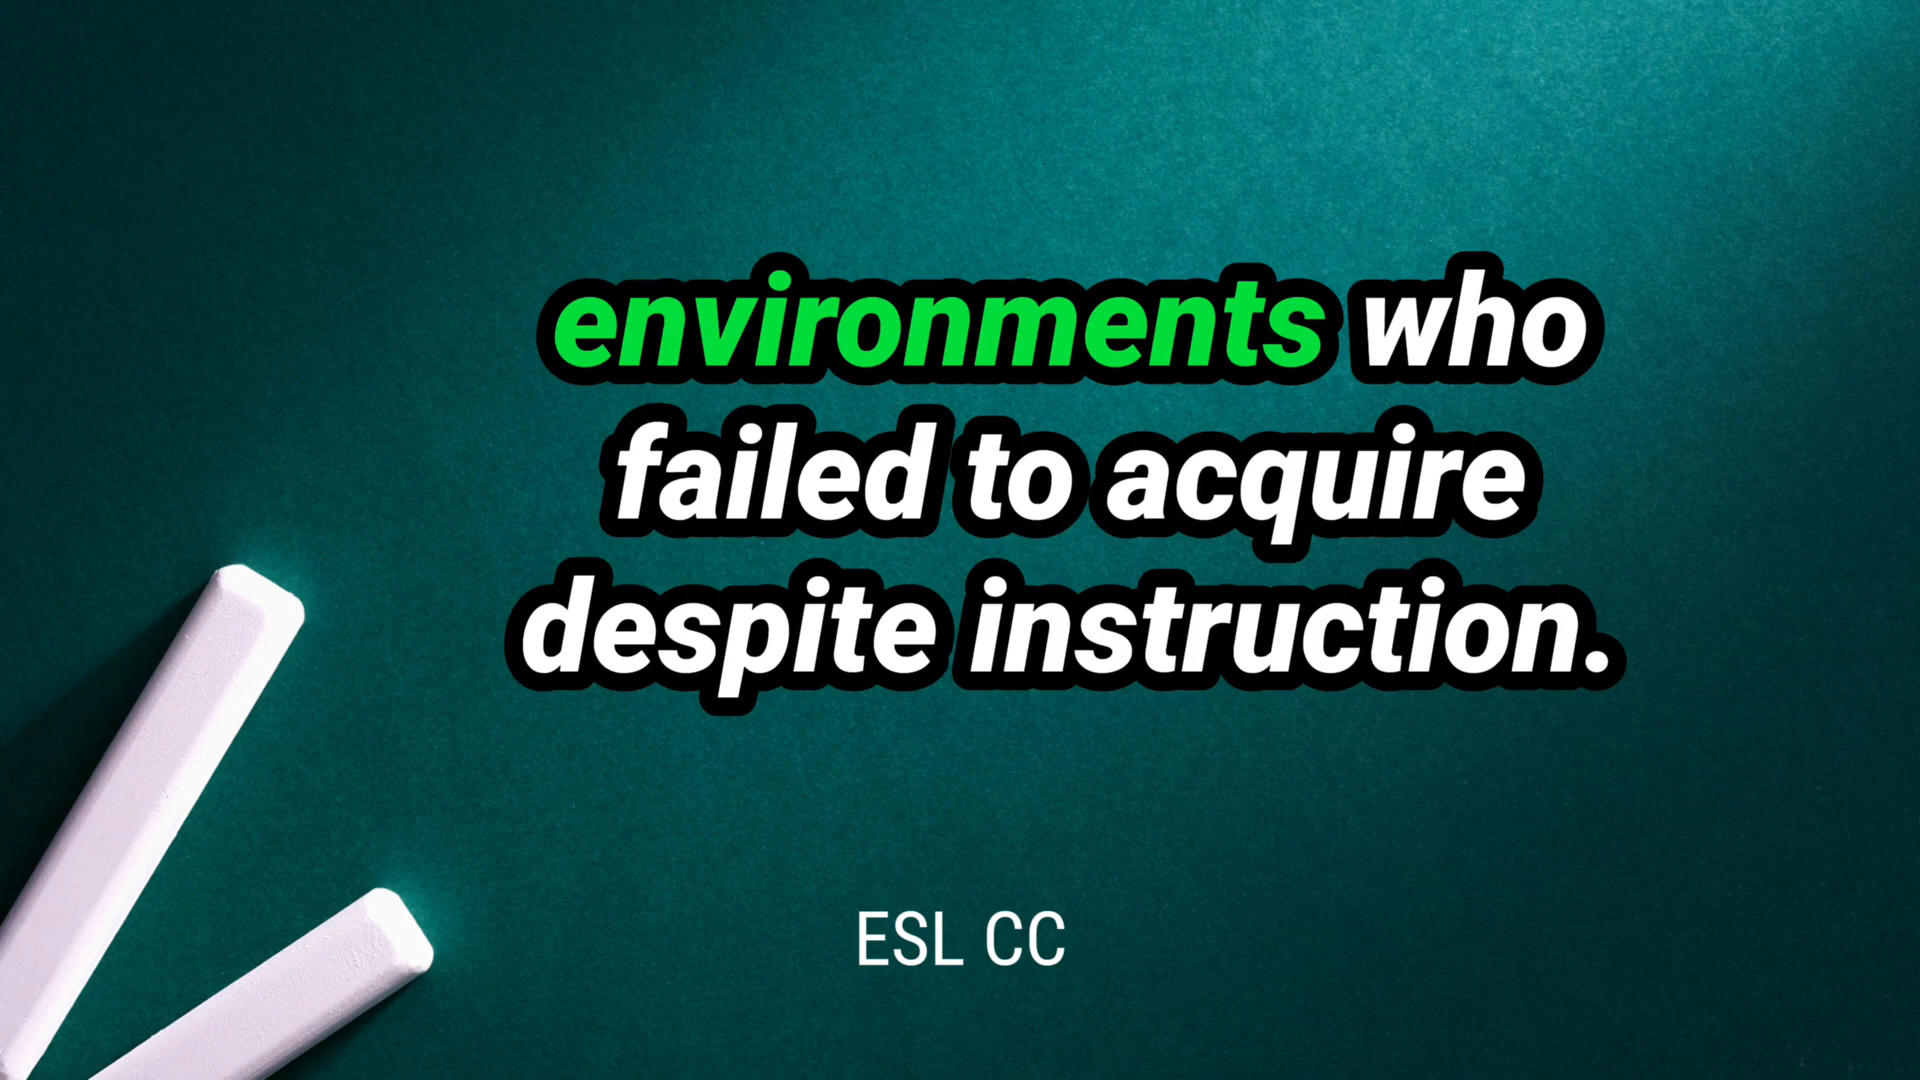 environments who
failed to acquire
despite instruction.
ESL CC